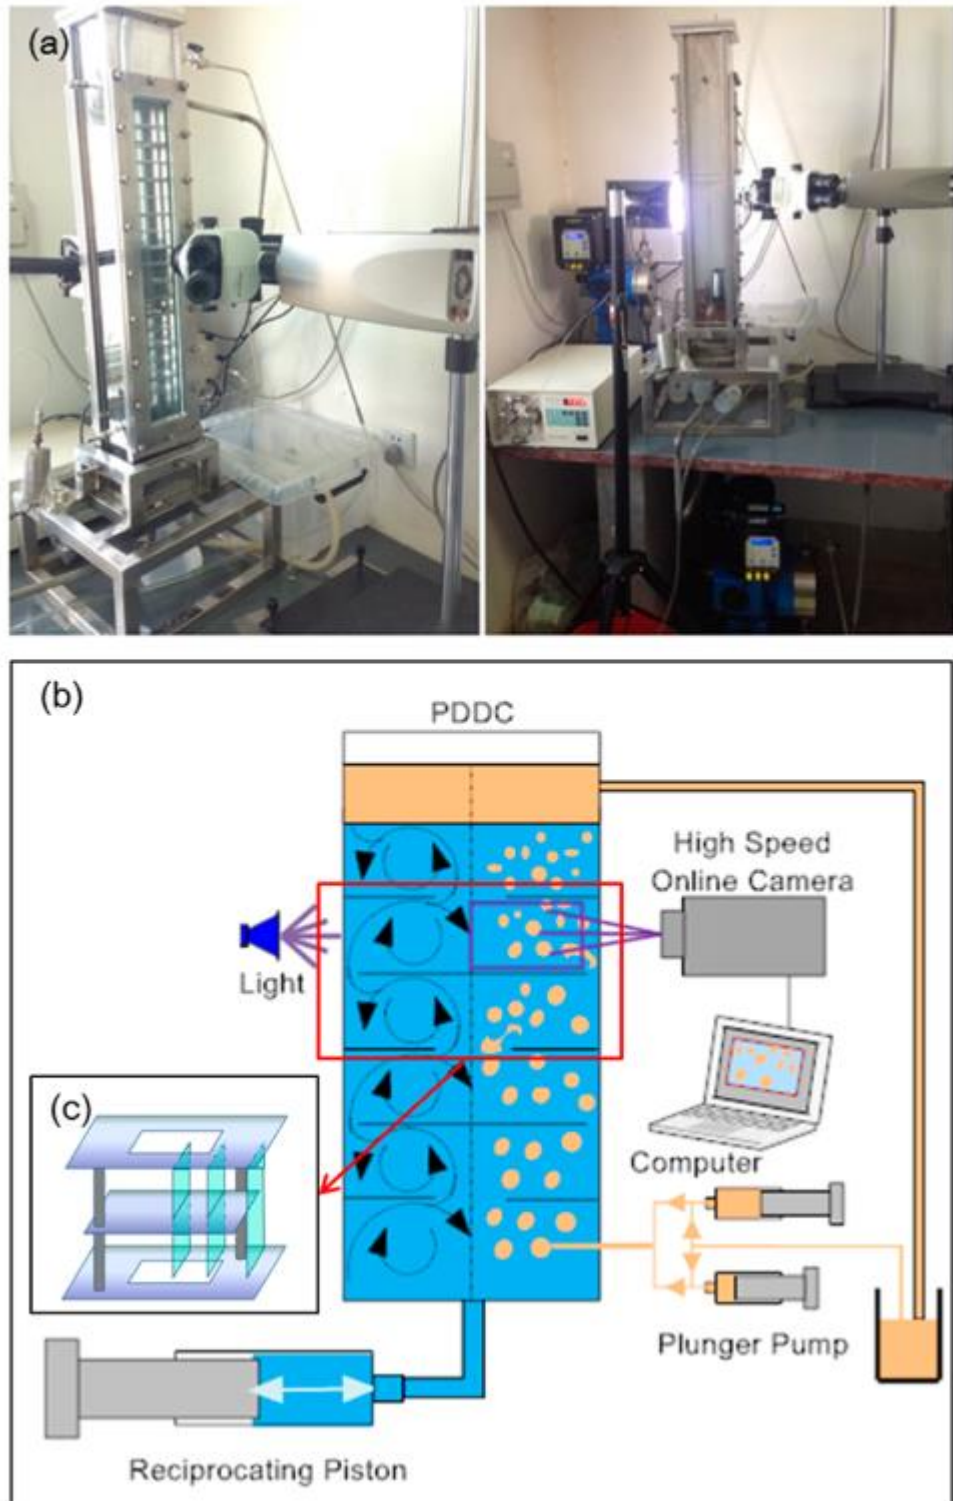 (a)
(b)
PDDC
High Speed
Online Camera
Light
(c)
Computer
Plunger Pump
Reciprocating Piston